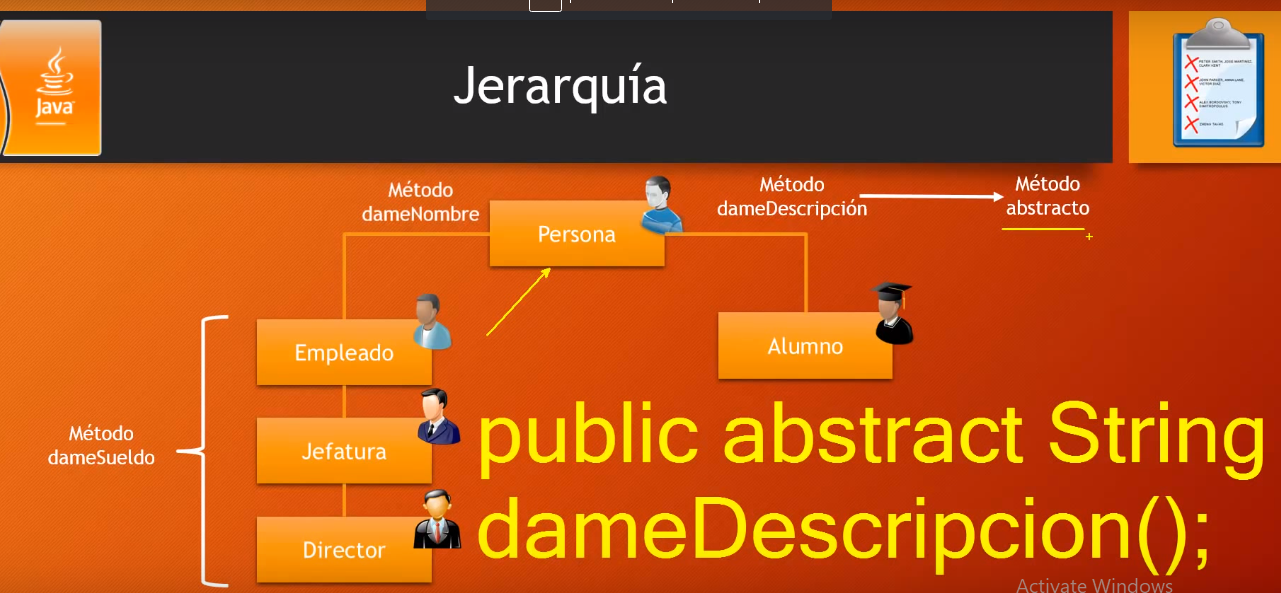 Java
Jerarquía
Método
dameNombre
Persona
Método
dameDescripción
Método
abstracto
Empleado
Alumno
Método
dameSueldo
Jefatura
Director
public abstract String
dameDescripcion();
Activate Windows